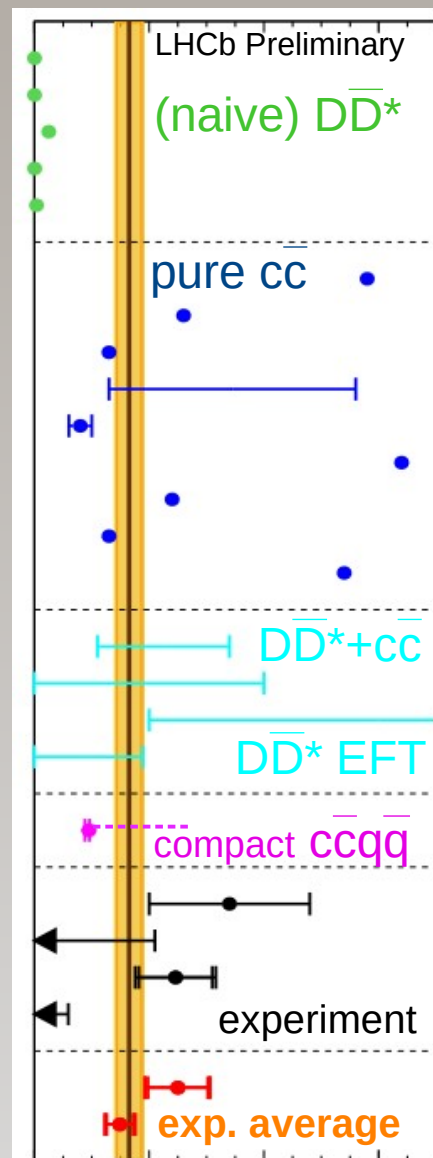 LHCb Preliminary
(naive) DD̅*
pure cc̅
DD̅*+cc̅
DD̅* EFT
compact cc̅qq̅
experiment
exp. average